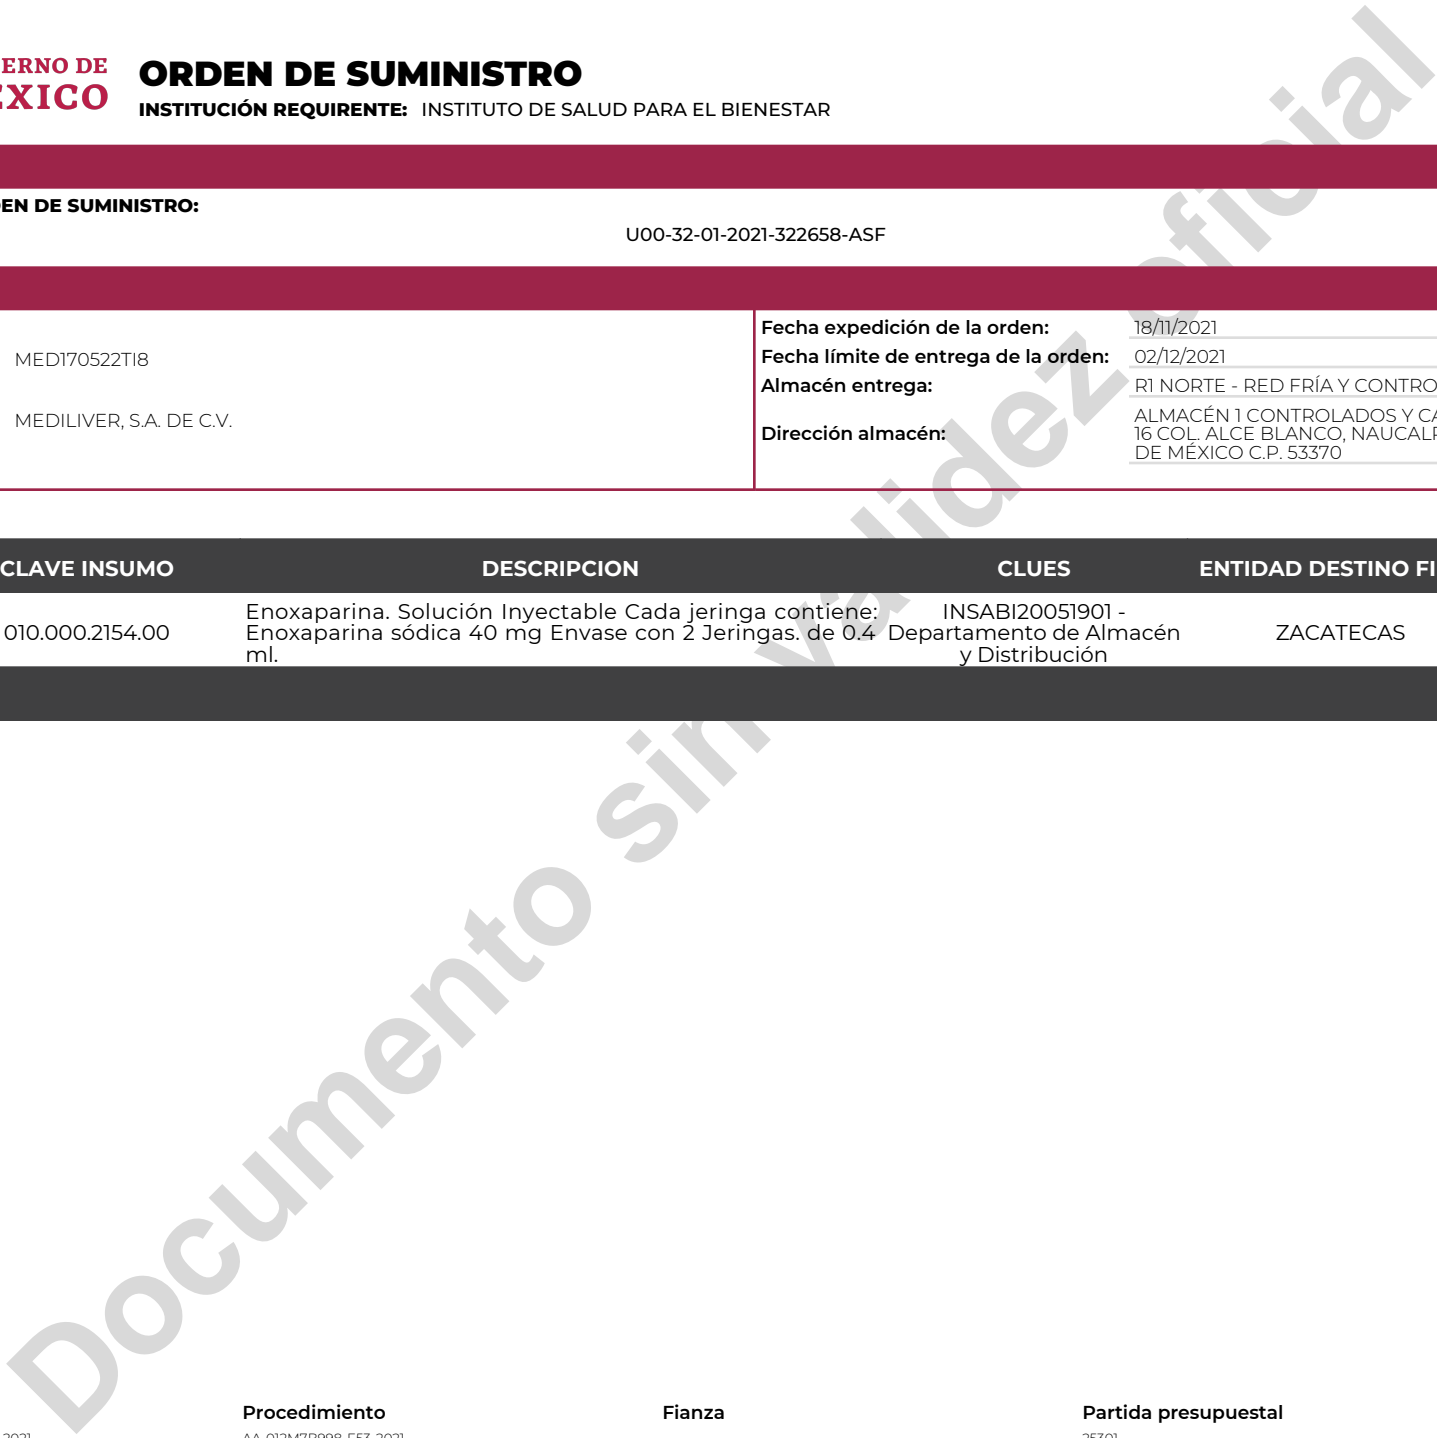 ERNO DE
EXICO
ORDEN DE SUMINISTRO
INSTITUCIÓN REQUIRENTE: INSTITUTO DE SALUD PARA EL BIENESTAR
EN DE SUMINISTRO:
U00-32-01-2021-322658-ASF
MED170522TI8
MEDILIVER, S.A. DE C.V.
Fecha expedición de la orden: 18/11/2021
Fecha límite de entrega de la orden: 02/12/2021
Almacén entrega: R1 NORTE - RED FRÍA Y CONTRO
Dirección almacén: ALMACÉN 1 CONTROLADOS Y CA
16 COL. ALCE BLANCO, NAUCALP
DE MÉXICO C.P. 53370
CLAVE INSUMO DESCRIPCION CLUES ENTIDAD DESTINO FI
010.000.2154.00
Enoxaparina. Solución Inyectable Cada jeringa contiene:
Enoxaparina sódica 40 mg Envase con 2 Jeringas. de 0.4
ml.
INSABI20051901 -
Departamento de Almacén
y Distribución
ZACATECAS
Documento sin validez oficial
Procedimiento Fianza Partida presupuestal